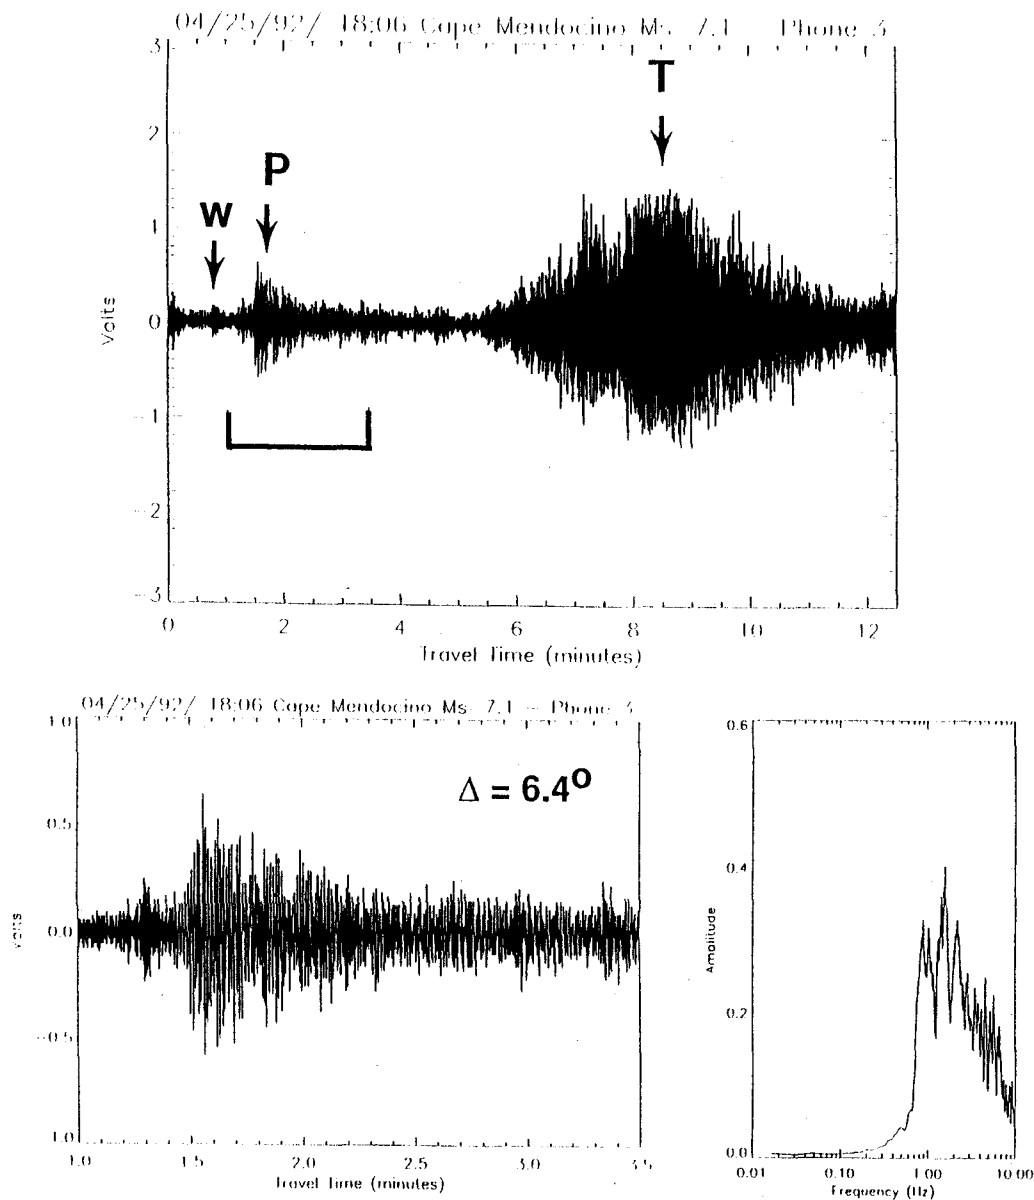 04/25/92/ 18:06 Cape Mendocino Ms 7.1 Phone 3
3
T
2
P
W
1
Volts
0
-1
-2
-3
0 2 4 6 8 10 12
Travel Time (minutes)
04/25/92/ 18:06 Cape Mendocino Ms 7.1 - Phone 3
1.0
Δ = 6.4°
0.5
volts
0.0
-0.5
1.0
1.0 1.5 2.0 2.5 3.0 3.5
Travel Time (minutes)
0.6
0.4
Amplitude
0.2
0.0
0.01 0.10 1.00 10.00
Frequency (Hz)